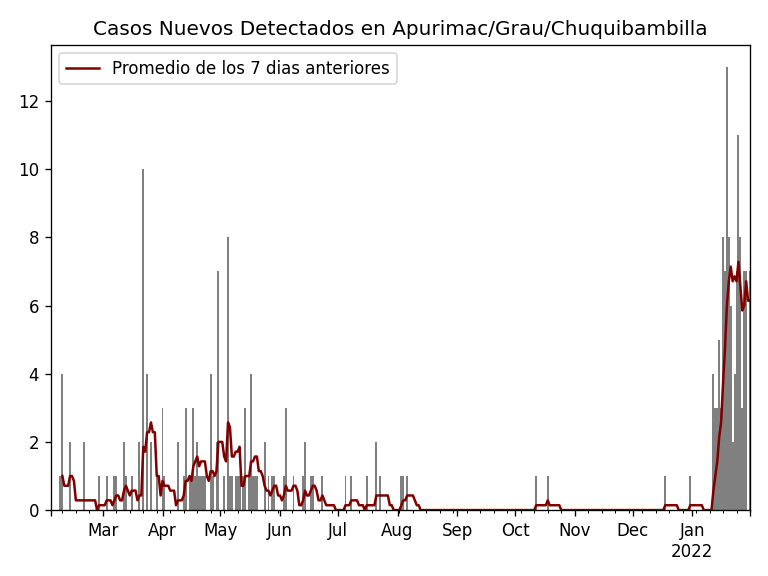 Casos Nuevos Detectados en Apurimac/Grau/Chuquibambilla
Promedio de los 7 dias anteriores
12
10
8
6
4
2
0
Mar Apr May Jun Jul Aug Sep Oct Nov Dec Jan
2022